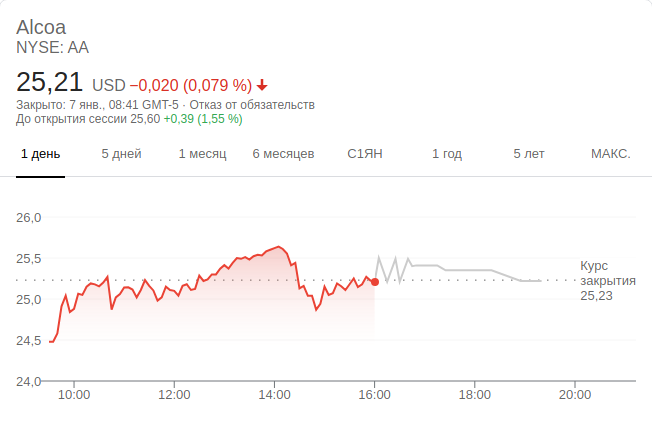 Alcoa
NYSE: AA
25,21 USD −0,020 (0,079 %)
Закрыто: 7 янв., 08:41 GMT-5 · Отказ от обязательств
До открытия сессии 25,60 +0,39 (1,55 %)
1 день 5 дней 1 месяц 6 месяцев С1ЯН 1 год 5 лет МАКС.
26,0
25,5
25,0
24,5
24,0
Курс
закрытия
25,23
10:00 12:00 14:00 16:00 18:00 20:00